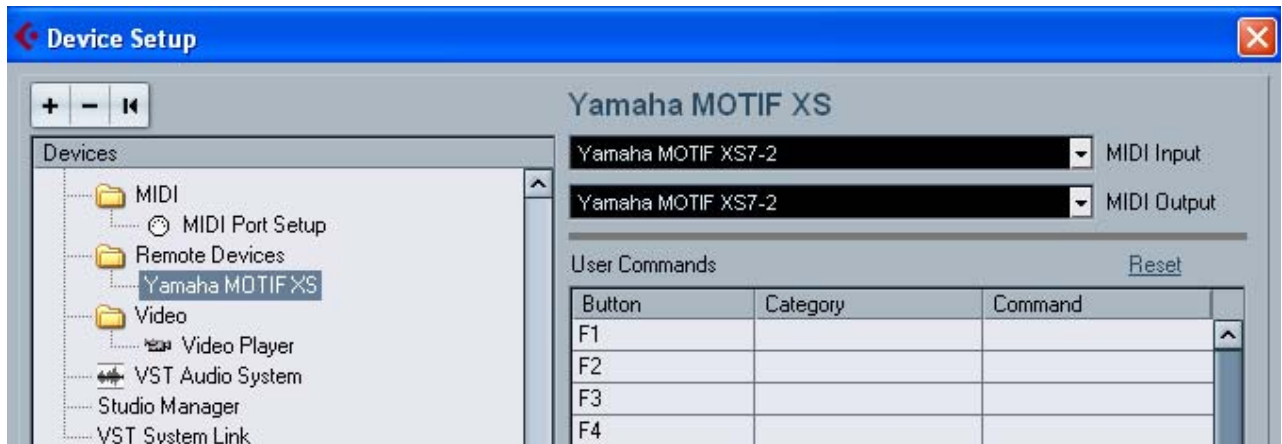 Device Setup
Devices
MIDI
MIDI Port Setup
Remote Devices
Yamaha MOTIF XS
Video
Video Player
VST Audio System
Studio Manager
VST System Link
Yamaha MOTIF XS
Yamaha MOTIF XS7-2 MIDI Input
Yamaha MOTIF XS7-2 MIDI Output
User Commands Reset
Button Category Command
F1
F2
F3
F4